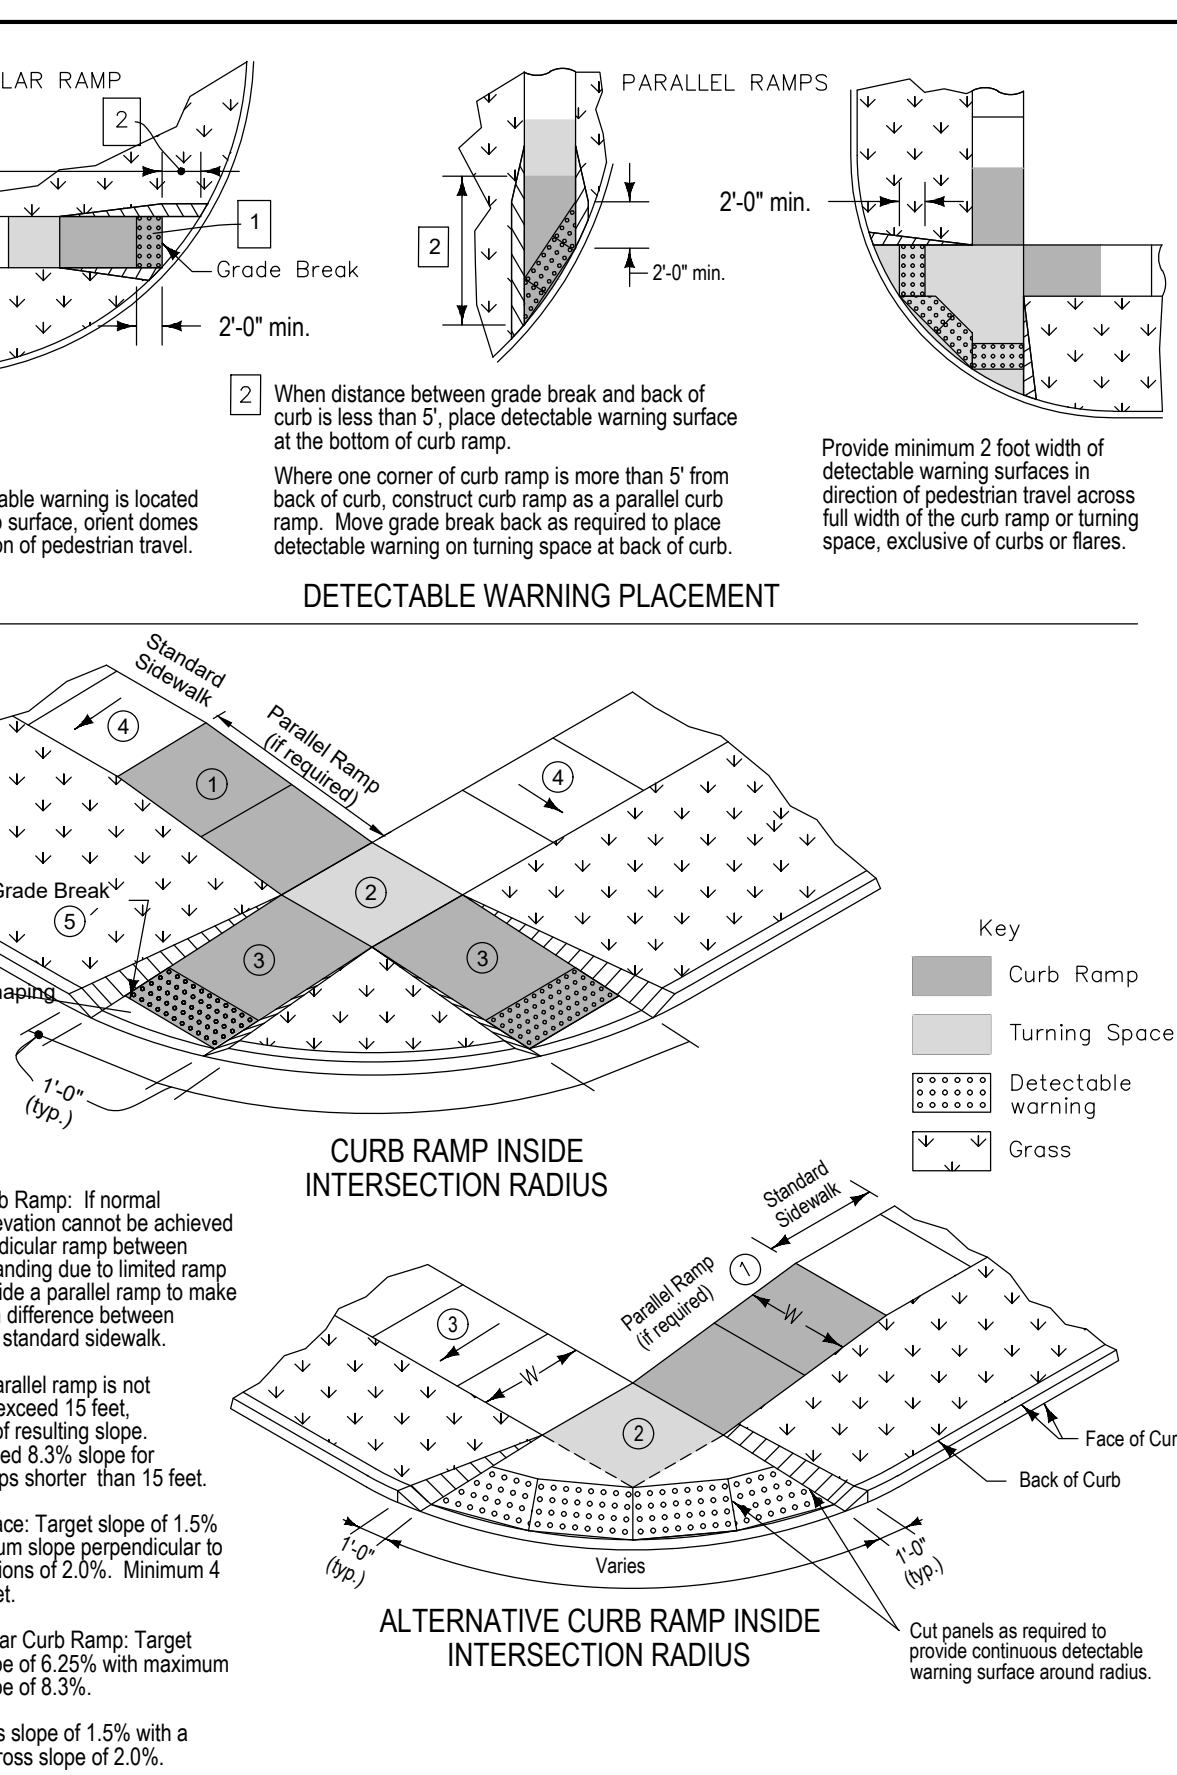 LAR RAMP
2
1
Grade Break
2'-0" min.
PARALLEL RAMPS
2
2'-0" min.
2'-0" min.
2 When distance between grade break and back of
curb is less than 5', place detectable warning surface
at the bottom of curb ramp.
Where one corner of curb ramp is more than 5' from
back of curb, construct curb ramp as a parallel curb
ramp. Move grade break back as required to place
detectable warning on turning space at back of curb.
able warning is located
surface, orient domes
on of pedestrian travel.
Provide minimum 2 foot width of
detectable warning surfaces in
direction of pedestrian travel across
full width of the curb ramp or turning
space, exclusive of curbs or flares.
DETECTABLE WARNING PLACEMENT
Standard
Sidewalk
Parallel Ramp
(if required)
4
1
4
2
Grade Break
5
3
3
haping
1'-0"
(typ.)
CURB RAMP INSIDE
INTERSECTION RADIUS
Key
Curb Ramp
Turning Space
Detectable
warning
Grass
b Ramp: If normal
evation cannot be achieved
dicular ramp between
anding due to limited ramp
ide a parallel ramp to make
n difference between
standard sidewalk.
arallel ramp is not
exceed 15 feet,
of resulting slope.
ed 8.3% slope for
ps shorter than 15 feet.
ace: Target slope of 1.5%
um slope perpendicular to
ions of 2.0%. Minimum 4
et.
ar Curb Ramp: Target
pe of 6.25% with maximum
pe of 8.3%.
s slope of 1.5% with a
ross slope of 2.0%.
Standard
Sidewalk
Parallel Ramp
(if required)
1
W
3
W
2
Face of Cur
Back of Curb
1'-0"
(typ.)
Varies
1'-0"
(typ.)
ALTERNATIVE CURB RAMP INSIDE
INTERSECTION RADIUS
Cut panels as required to
provide continuous detectable
warning surface around radius.